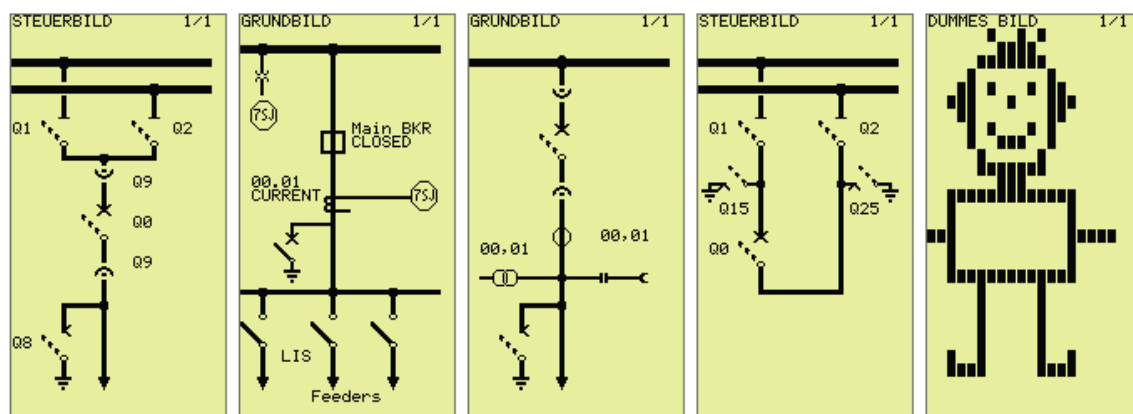 STEUERBILD 1/1
Q1
Q2
Q9
Q0
Q9
Q8
GRUNDBILD 1/1
7SJ
Main BKR
CLOSED
00.01
CURRENT
7SJ
LIS
Feeders
GRUNDBILD 1/1
00,01
00,01
STEUERBILD 1/1
Q1
Q2
Q15
Q25
Q0
DUMMES BILD 1/1